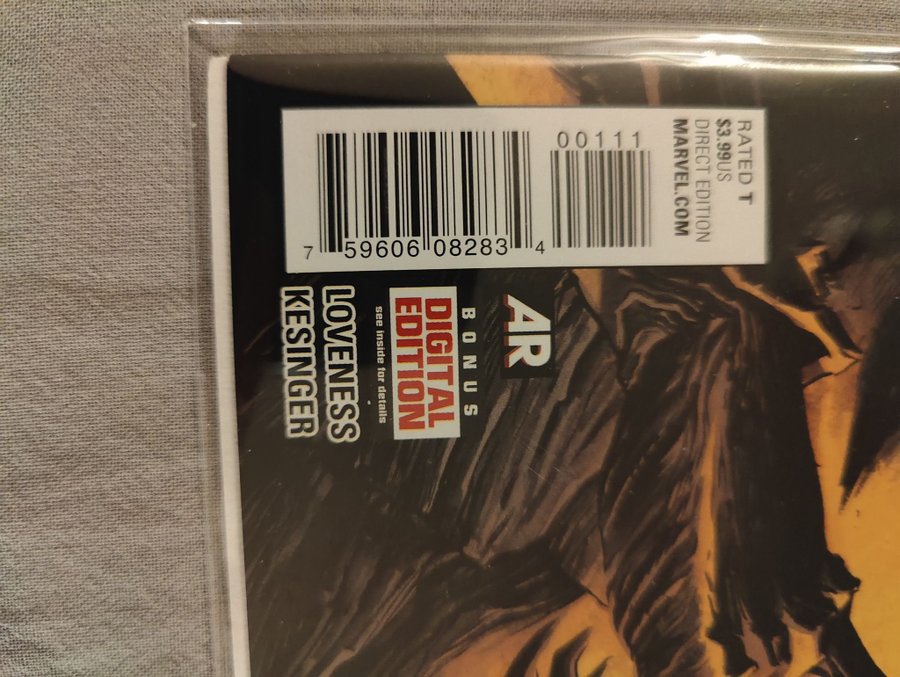 RATED T
$3.99US
DIRECT EDITION
MARVEL.COM
00111
7 59606 08283 4
AR
BONUS
DIGITAL
EDITION
see inside for details
LOVENESS
KESINGER